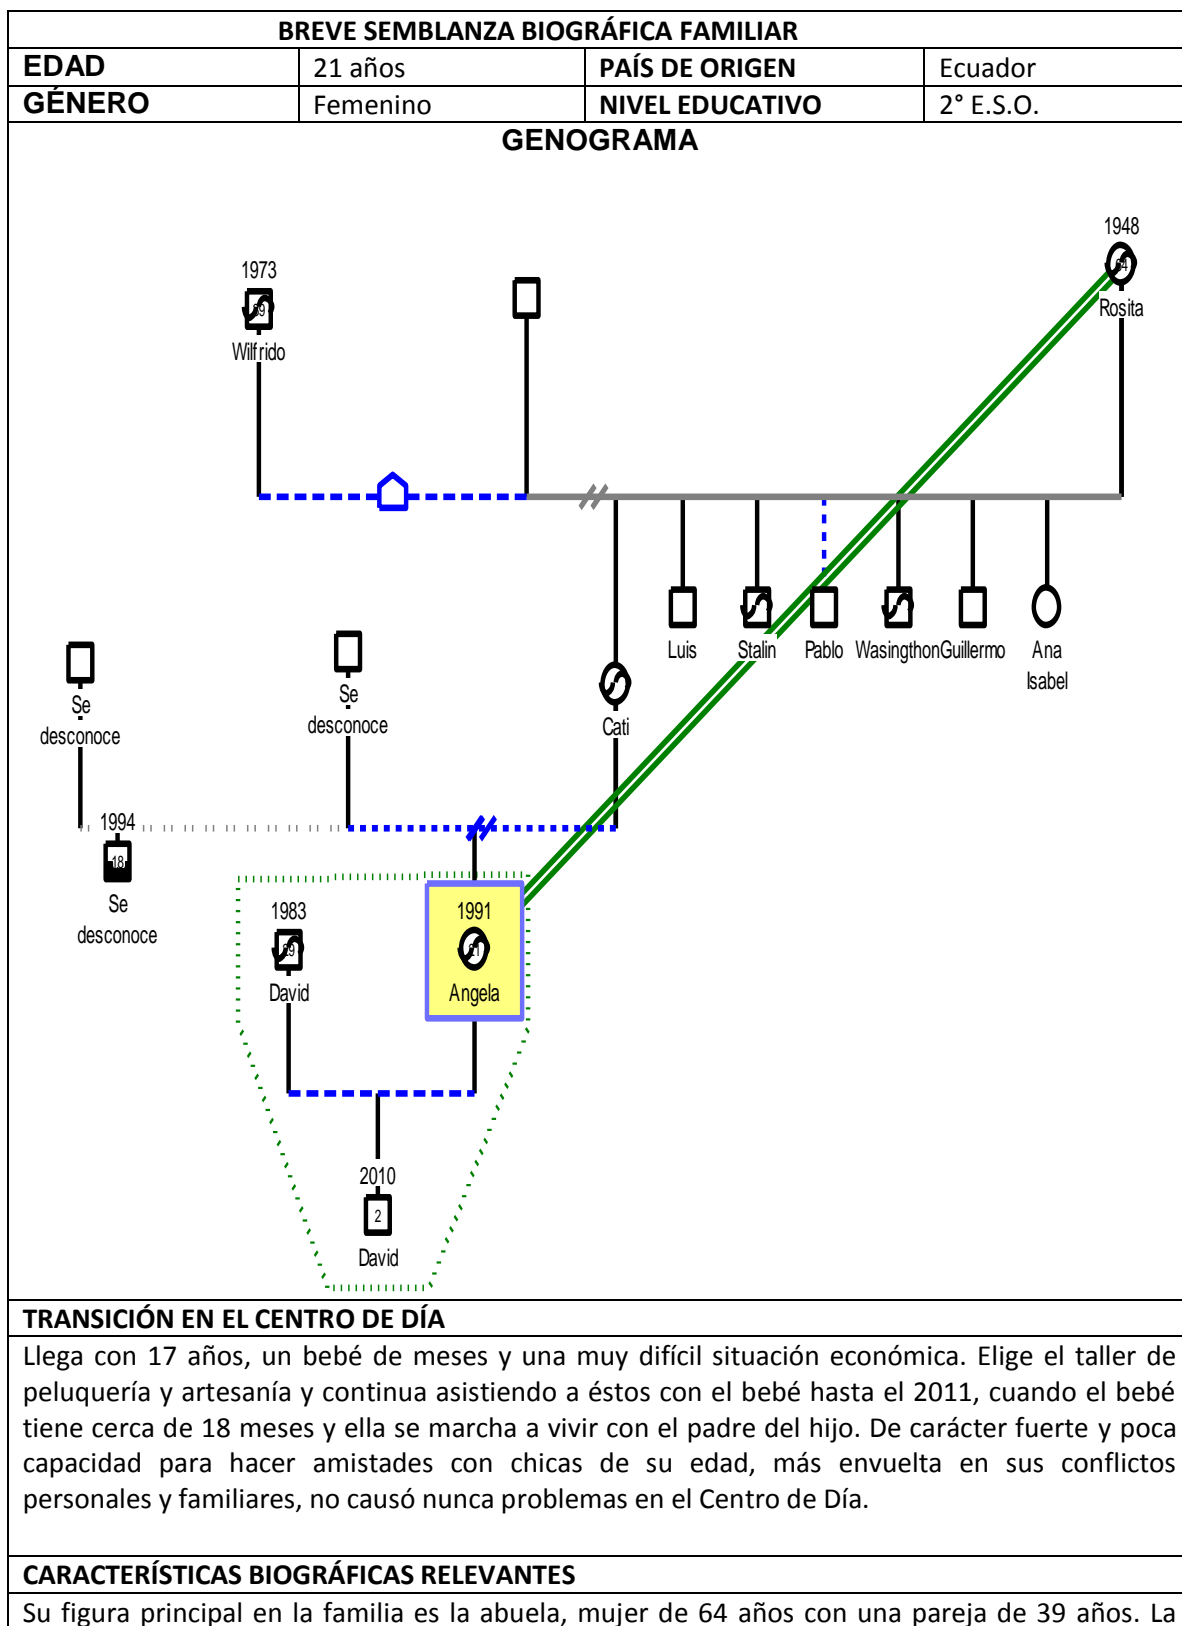 BREVE SEMBLANZA BIOGRÁFICA FAMILIAR
EDAD 21 años PAÍS DE ORIGEN Ecuador
GÉNERO Femenino NIVEL EDUCATIVO 2° E.S.O.
GENOGRAMA
1948
64
Rosita
1973
39
Wilfrido
Luis Stalin Pablo Wasingthon Guillermo Ana
Isabel
Se
desconoce
Se
desconoce
Cati
1994
18
Se
desconoce
1983
29
David
1991
21
Angela
2010
2
David
TRANSICIÓN EN EL CENTRO DE DÍA
Llega con 17 años, un bebé de meses y una muy difícil situación económica. Elige el taller de
peluquería y artesanía y continua asistiendo a éstos con el bebé hasta el 2011, cuando el bebé
tiene cerca de 18 meses y ella se marcha a vivir con el padre del hijo. De carácter fuerte y poca
capacidad para hacer amistades con chicas de su edad, más envuelta en sus conflictos
personales y familiares, no causó nunca problemas en el Centro de Día.
CARACTERÍSTICAS BIOGRÁFICAS RELEVANTES
Su figura principal en la familia es la abuela, mujer de 64 años con una pareja de 39 años. La